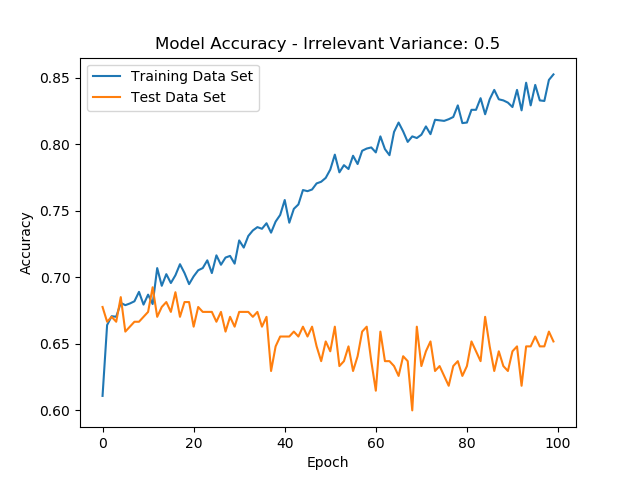 Model Accuracy - Irrelevant Variance: 0.5
Training Data Set
Test Data Set
0.85
0.80
0.75
0.70
0.65
0.60
Accuracy
0 20 40 60 80 100
Epoch